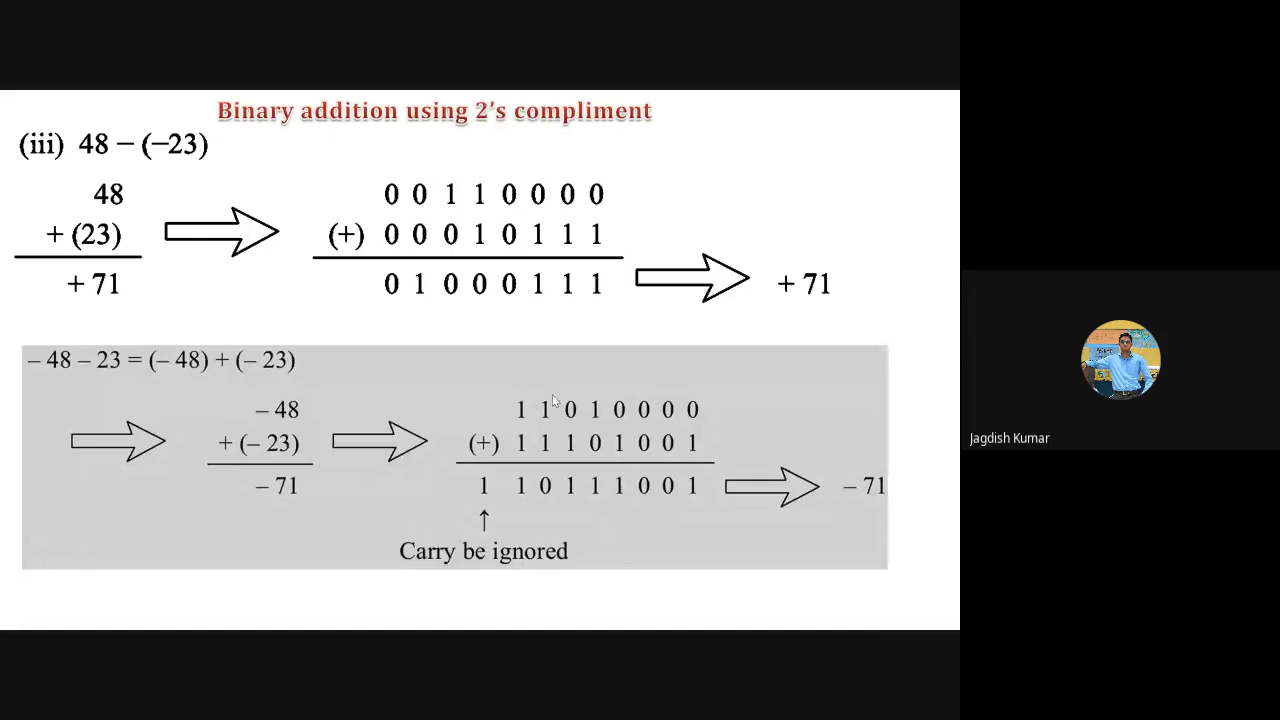 Binary addition using 2's compliment
(iii) 48 – (–23)
48
+ (23)
+ 71
0 0 1 1 0 0 0 0
(+) 0 0 0 1 0 1 1 1
0 1 0 0 0 1 1 1
+ 71
– 48 – 23 = (– 48) + (– 23)
– 48
+ (– 23)
– 71
1 1 0 1 0 0 0 0
(+) 1 1 1 0 1 0 0 1
1 1 0 1 1 1 0 0 1
– 71
↑
Carry be ignored
Jagdish Kumar